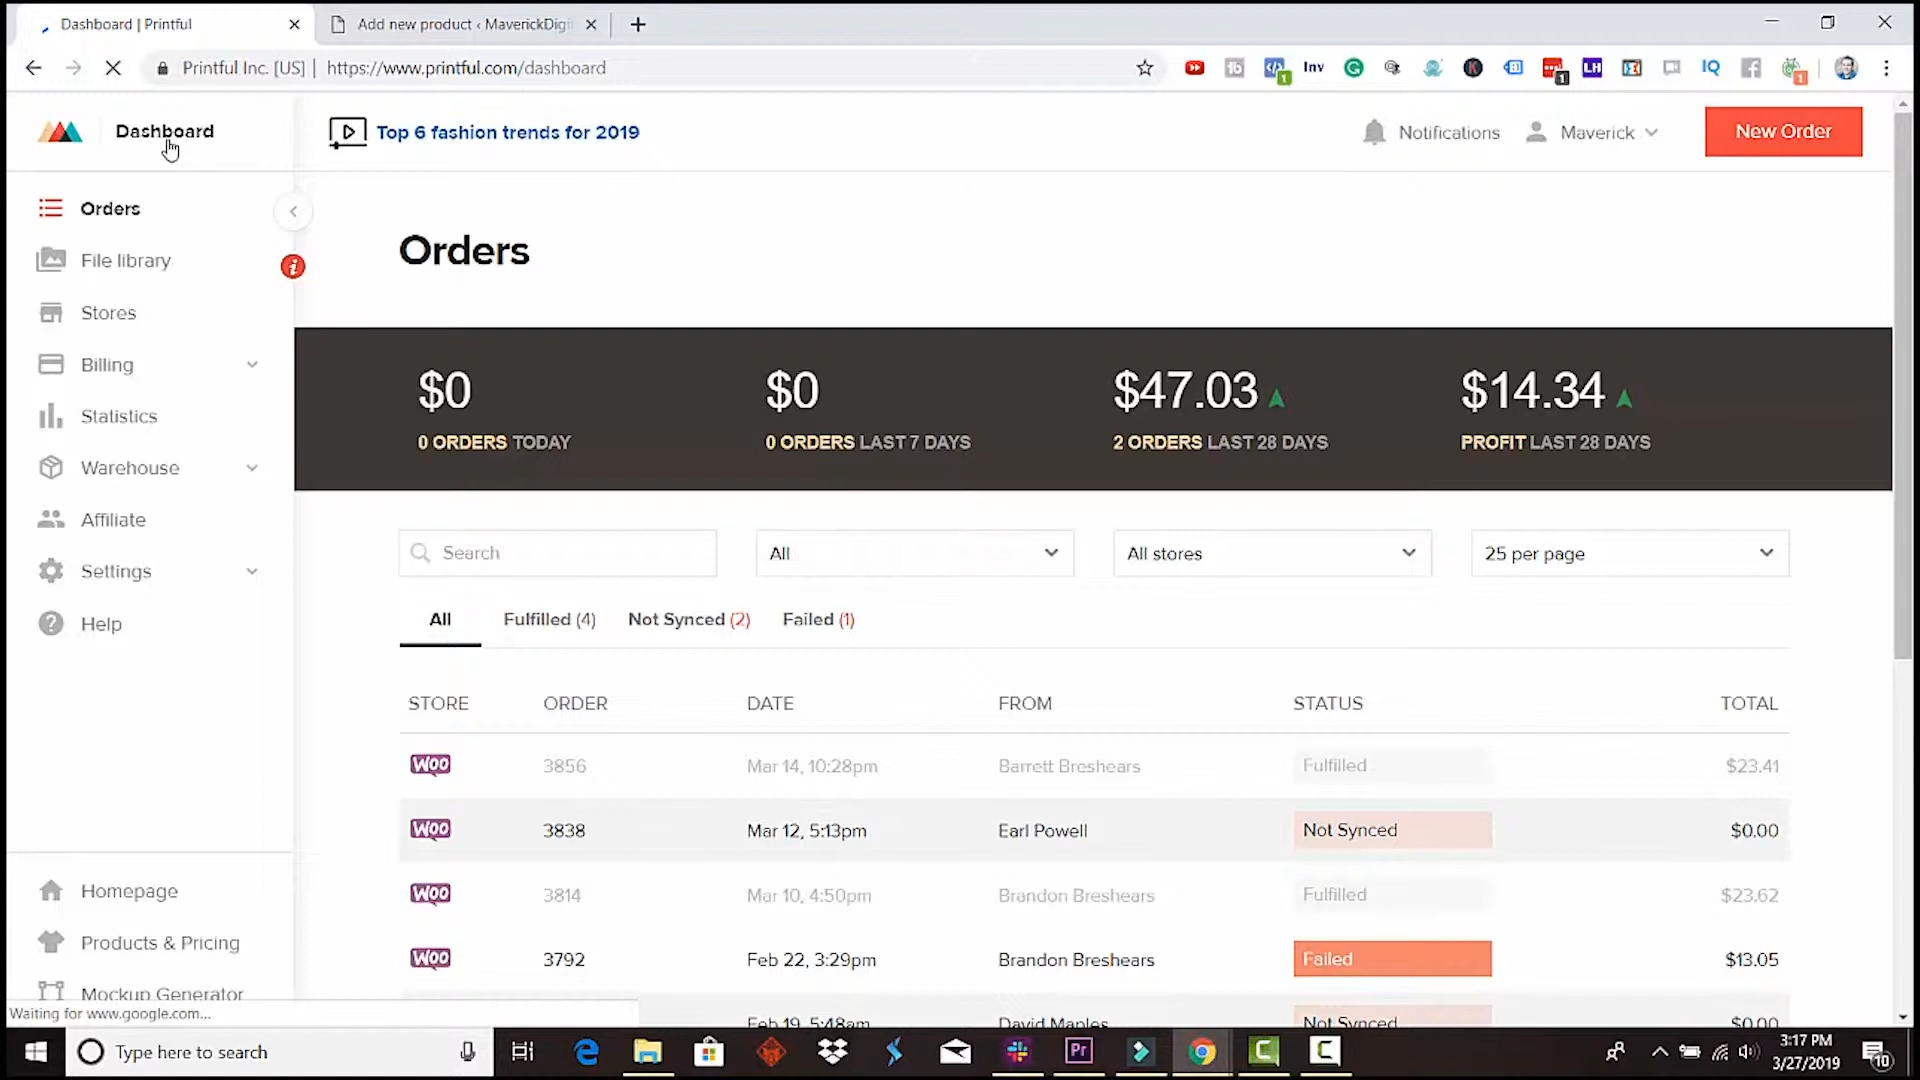 Dashboard | Printful
Add new product ‹ MaverickDigi
Printful Inc. [US] | https://www.printful.com/dashboard
Inv
LH
IQ
1
1
1
Dashboard
Top 6 fashion trends for 2019
Notifications
Maverick
New Order
Orders
File library
Stores
Billing
Statistics
Warehouse
Affiliate
Settings
Help
Homepage
Products & Pricing
Mockup Generator
Waiting for www.google.com...
Orders
$0
0 ORDERS TODAY
$0
0 ORDERS LAST 7 DAYS
$47.03
2 ORDERS LAST 28 DAYS
$14.34
PROFIT LAST 28 DAYS
Search
All
All stores
25 per page
All
Fulfilled (4)
Not Synced (2)
Failed (1)
STORE ORDER DATE FROM STATUS TOTAL
WOO 3856 Mar 14, 10:28pm Barrett Breshears Fulfilled $23.41
WOO 3838 Mar 12, 5:13pm Earl Powell Not Synced $0.00
WOO 3814 Mar 10, 4:50pm Brandon Breshears Fulfilled $23.62
WOO 3792 Feb 22, 3:29pm Brandon Breshears Failed $13.05
Feb 19, 5:48am David Maples Not Synced $0.00
Type here to search
Pr
3:17 PM
3/27/2019
10